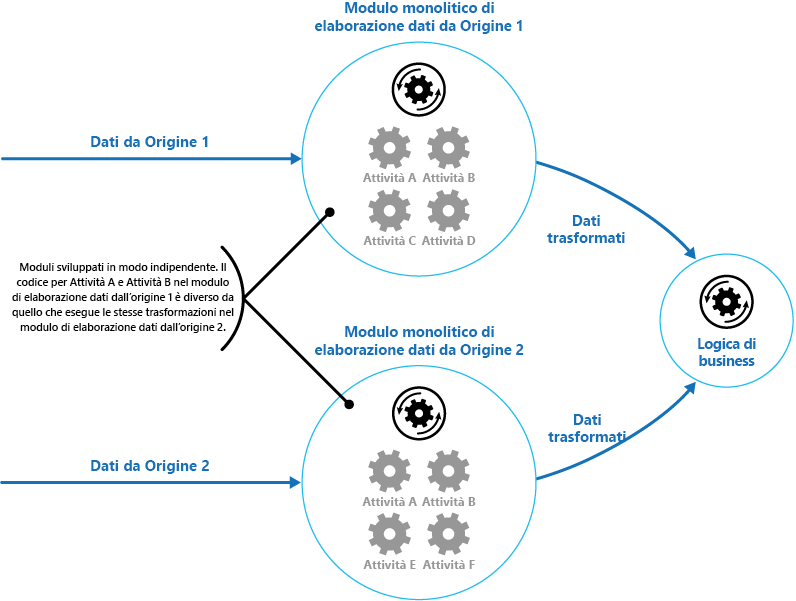 Modulo monolitico di
elaborazione dati da Origine 1
Dati da Origine 1
Attività A Attività B
Attività C Attività D
Dati
trasformati
Moduli sviluppati in modo indipendente. Il
codice per Attività A e Attività B nel modulo
di elaborazione dati dall'origine 1 è diverso da
quello che esegue le stesse trasformazioni nel
modulo di elaborazione dati dall'origine 2.
Logica di
business
Modulo monolitico di
elaborazione dati da Origine 2
Dati
trasformati
Dati da Origine 2
Attività A Attività B
Attività E Attività F